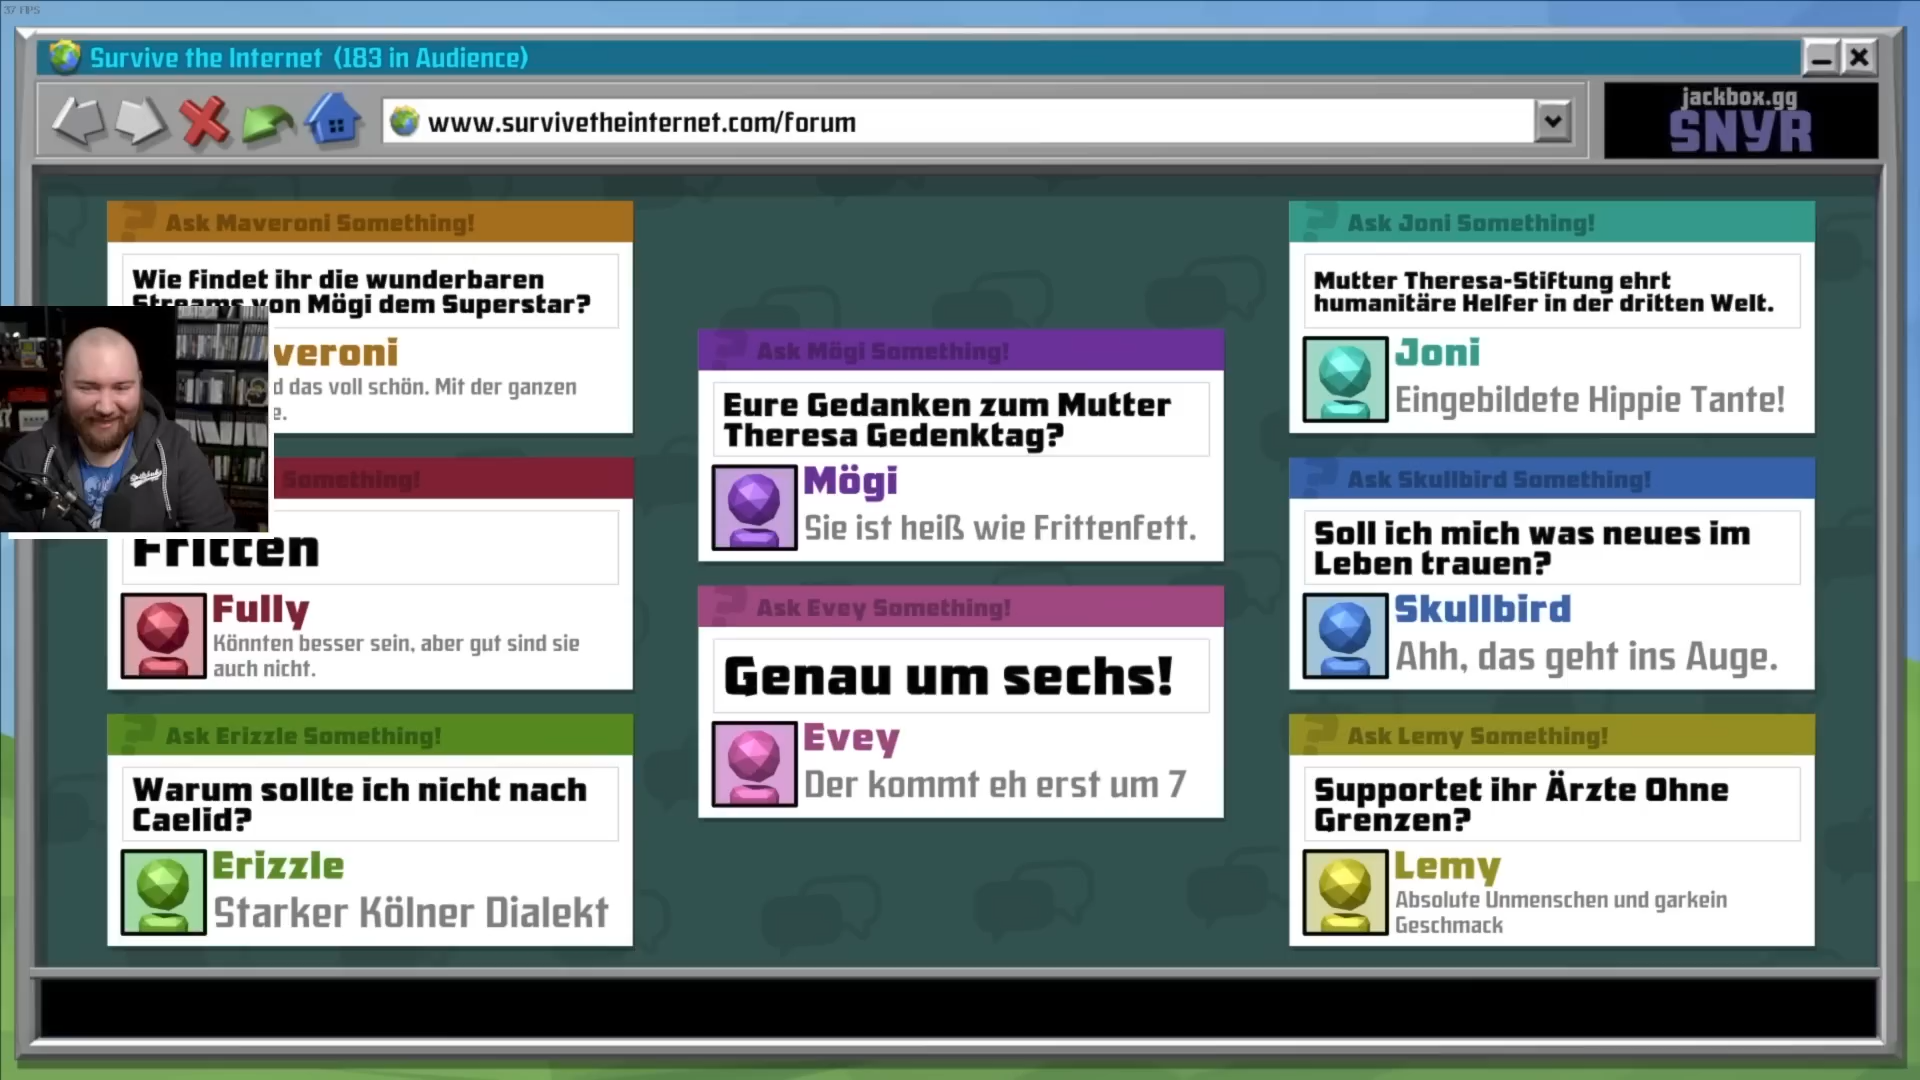 37 FPS
Survive the Internet (183 in Audience)
www.survivetheinternet.com/forum
jackbox.gg
SNYR
Ask Maveroni Something!
Wie findet ihr die wunderbaren
Streams von Mögi dem Superstar?
veroni
d das voll schön. Mit der ganzen
e.
Something!
Fritten
Fully
Könnten besser sein, aber gut sind sie
auch nicht.
Ask Erizzle Something!
Warum sollte ich nicht nach
Caelid?
Erizzle
Starker Kölner Dialekt
Ask Mögi Something!
Eure Gedanken zum Mutter
Theresa Gedenktag?
Mögi
Sie ist heiß wie Frittenfett.
Ask Evey Something!
Genau um sechs!
Evey
Der kommt eh erst um 7
Ask Joni Something!
Mutter Theresa-Stiftung ehrt
humanitäre Helfer in der dritten Welt.
Joni
Eingebildete Hippie Tante!
Ask Skullbird Something!
Soll ich mich was neues im
Leben trauen?
Skullbird
Ahh, das geht ins Auge.
Ask Lemy Something!
Supportet ihr Ärzte Ohne
Grenzen?
Lemy
Absolute Unmenschen und garkein
Geschmack